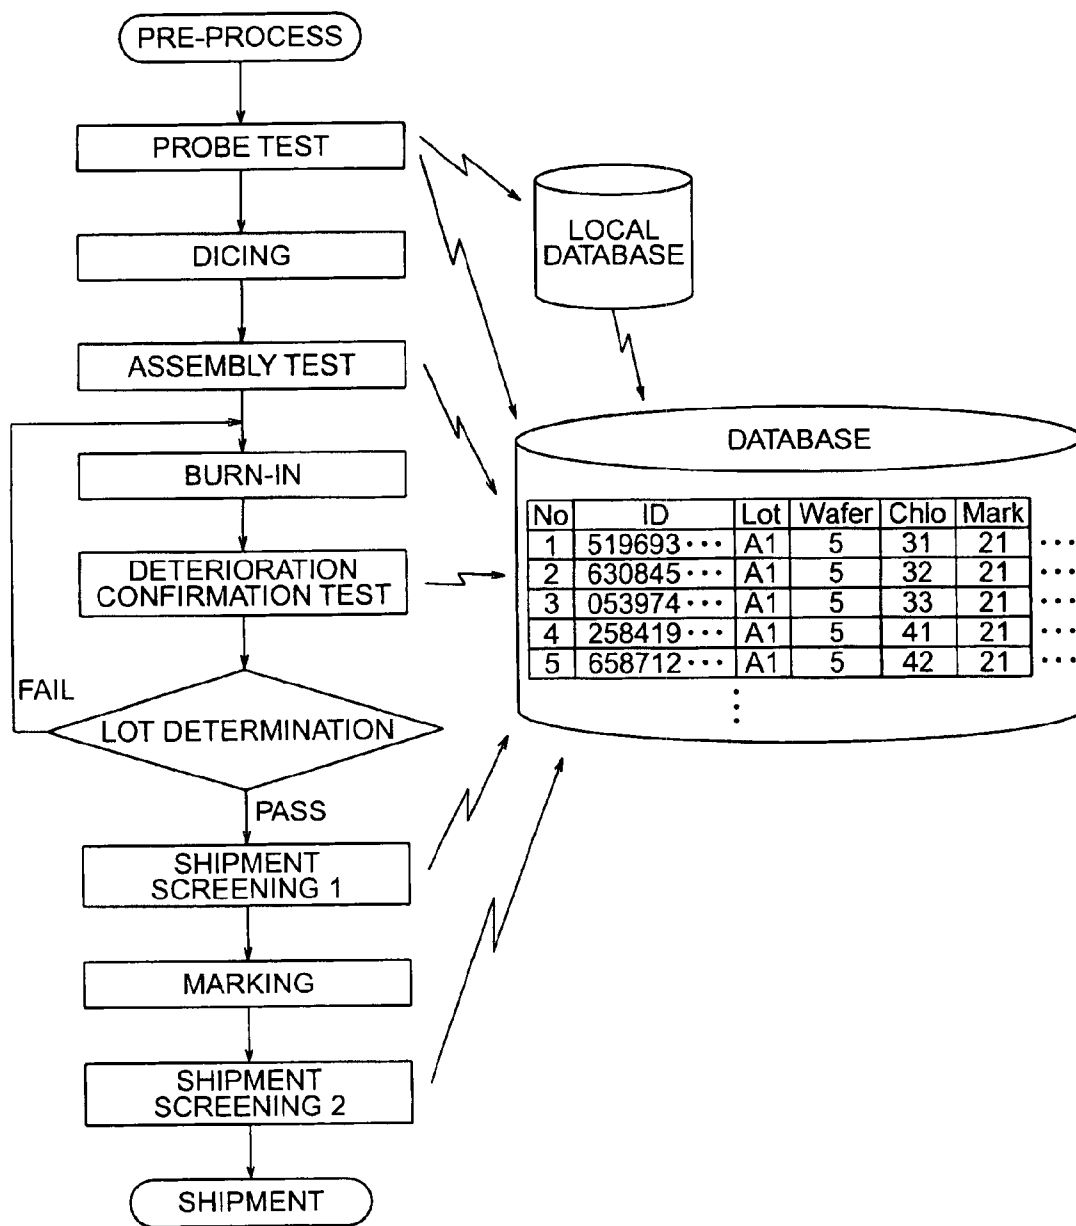 PRE-PROCESS
PROBE TEST
LOCAL
DATABASE
DICING
ASSEMBLY TEST
BURN-IN
DETERIORATION
CONFIRMATION TEST
FAIL
LOT DETERMINATION
PASS
SHIPMENT
SCREENING 1
MARKING
SHIPMENT
SCREENING 2
SHIPMENT
DATABASE
No ID Lot Wafer Chlo Mark
1 519693··· A1 5 31 21 ····
2 630845··· A1 5 32 21
3 053974··· A1 5 33 21 ····
4 258419··· A1 5 41 21
5 658712··· A1 5 42 21 ····